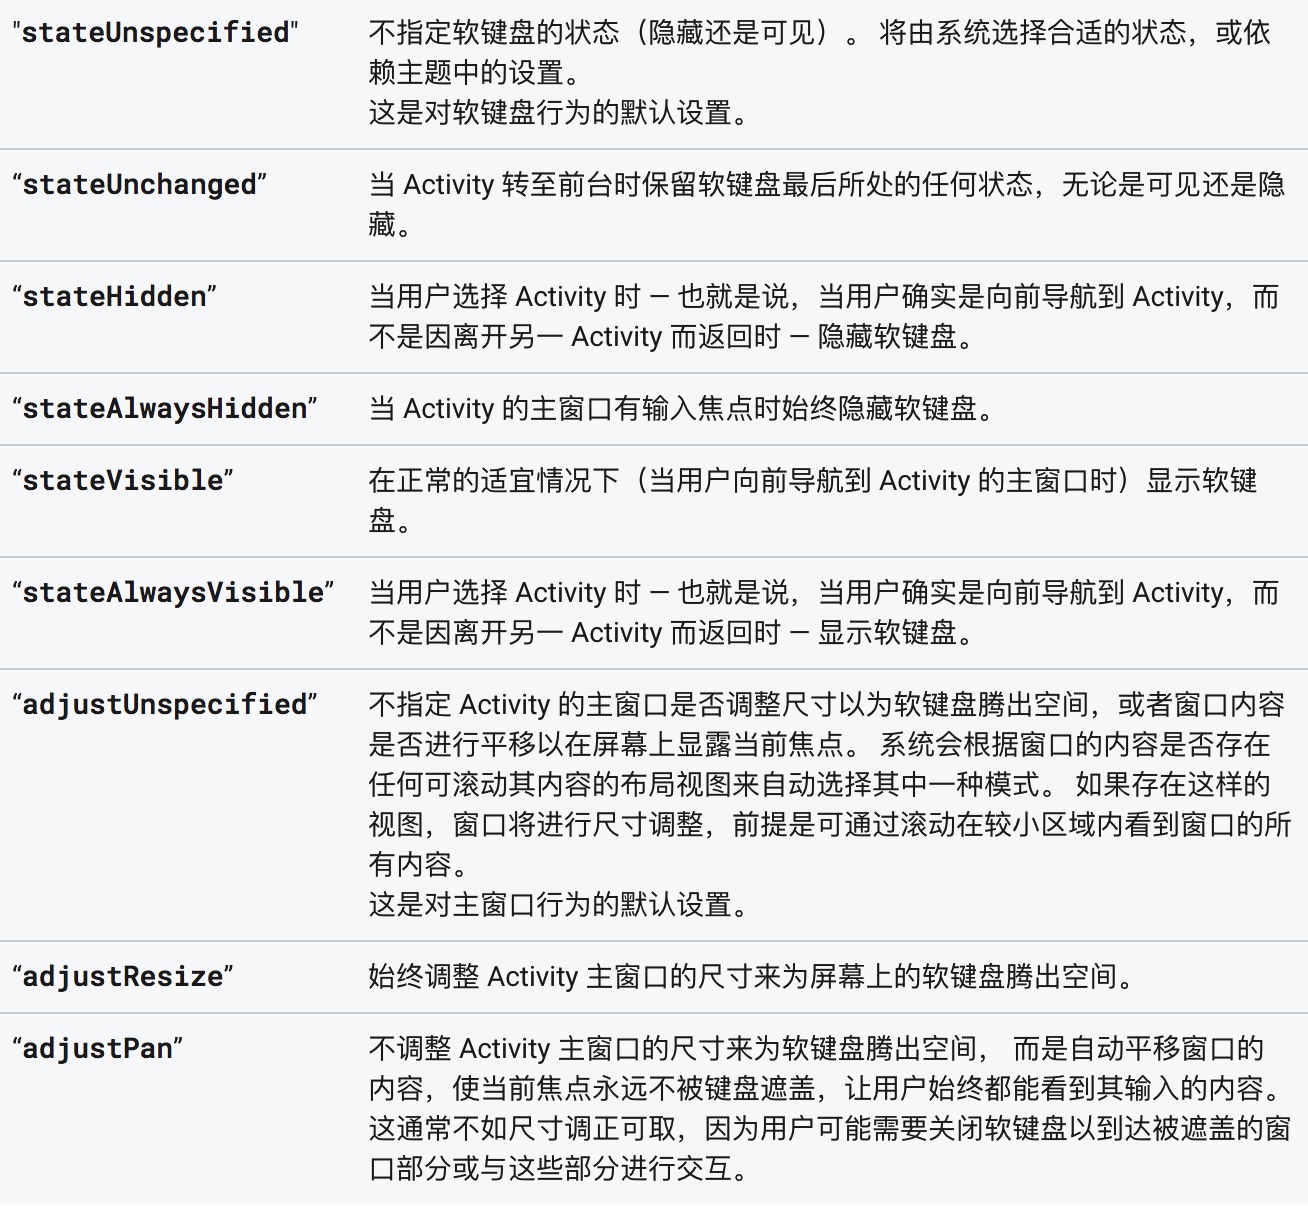 "stateUnspecified"
不指定软键盘的状态（隐藏还是可见）。 将由系统选择合适的状态，或依
赖主题中的设置。
这是对软键盘行为的默认设置。
“stateUnchanged”
当 Activity 转至前台时保留软键盘最后所处的任何状态，无论是可见还是隐
藏。
“stateHidden”
当用户选择 Activity 时 — 也就是说，当用户确实是向前导航到 Activity，而
不是因离开另一 Activity 而返回时 — 隐藏软键盘。
“stateAlwaysHidden”
当 Activity 的主窗口有输入焦点时始终隐藏软键盘。
“stateVisible”
在正常的适宜情况下（当用户向前导航到 Activity 的主窗口时）显示软键
盘。
“stateAlwaysVisible”
当用户选择 Activity 时 — 也就是说，当用户确实是向前导航到 Activity，而
不是因离开另一 Activity 而返回时 — 显示软键盘。
“adjustUnspecified”
不指定 Activity 的主窗口是否调整尺寸以为软键盘腾出空间，或者窗口内容
是否进行平移以在屏幕上显露当前焦点。 系统会根据窗口的内容是否存在
任何可滚动其内容的布局视图来自动选择其中一种模式。 如果存在这样的
视图，窗口将进行尺寸调整，前提是可通过滚动在较小区域内看到窗口的所
有内容。
这是对主窗口行为的默认设置。
“adjustResize”
始终调整 Activity 主窗口的尺寸来为屏幕上的软键盘腾出空间。
“adjustPan”
不调整 Activity 主窗口的尺寸来为软键盘腾出空间， 而是自动平移窗口的
内容，使当前焦点永远不被键盘遮盖，让用户始终都能看到其输入的内容。
这通常不如尺寸调正可取，因为用户可能需要关闭软键盘以到达被遮盖的窗
口部分或与这些部分进行交互。